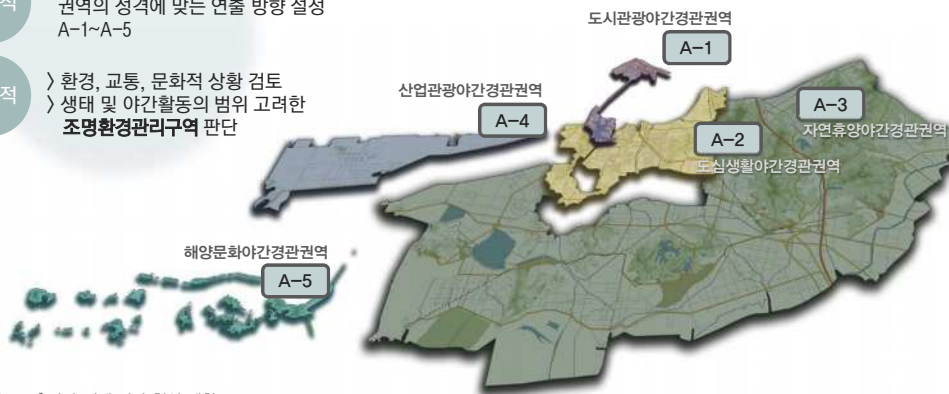 적
권역의 성격에 맞는 연출 방향 설정
A-1~A-5
적
> 환경, 교통, 문화적 상황 검토
> 생태 및 야간활동의 범위 고려한
조명환경관리구역 판단
도시관광야간경관권역
A-1
산업관광야간경관권역
A-4
A-3
자연휴양야간경관권역
A-2
도심생활야간경관권역
해양문화야간경관권역
A-5